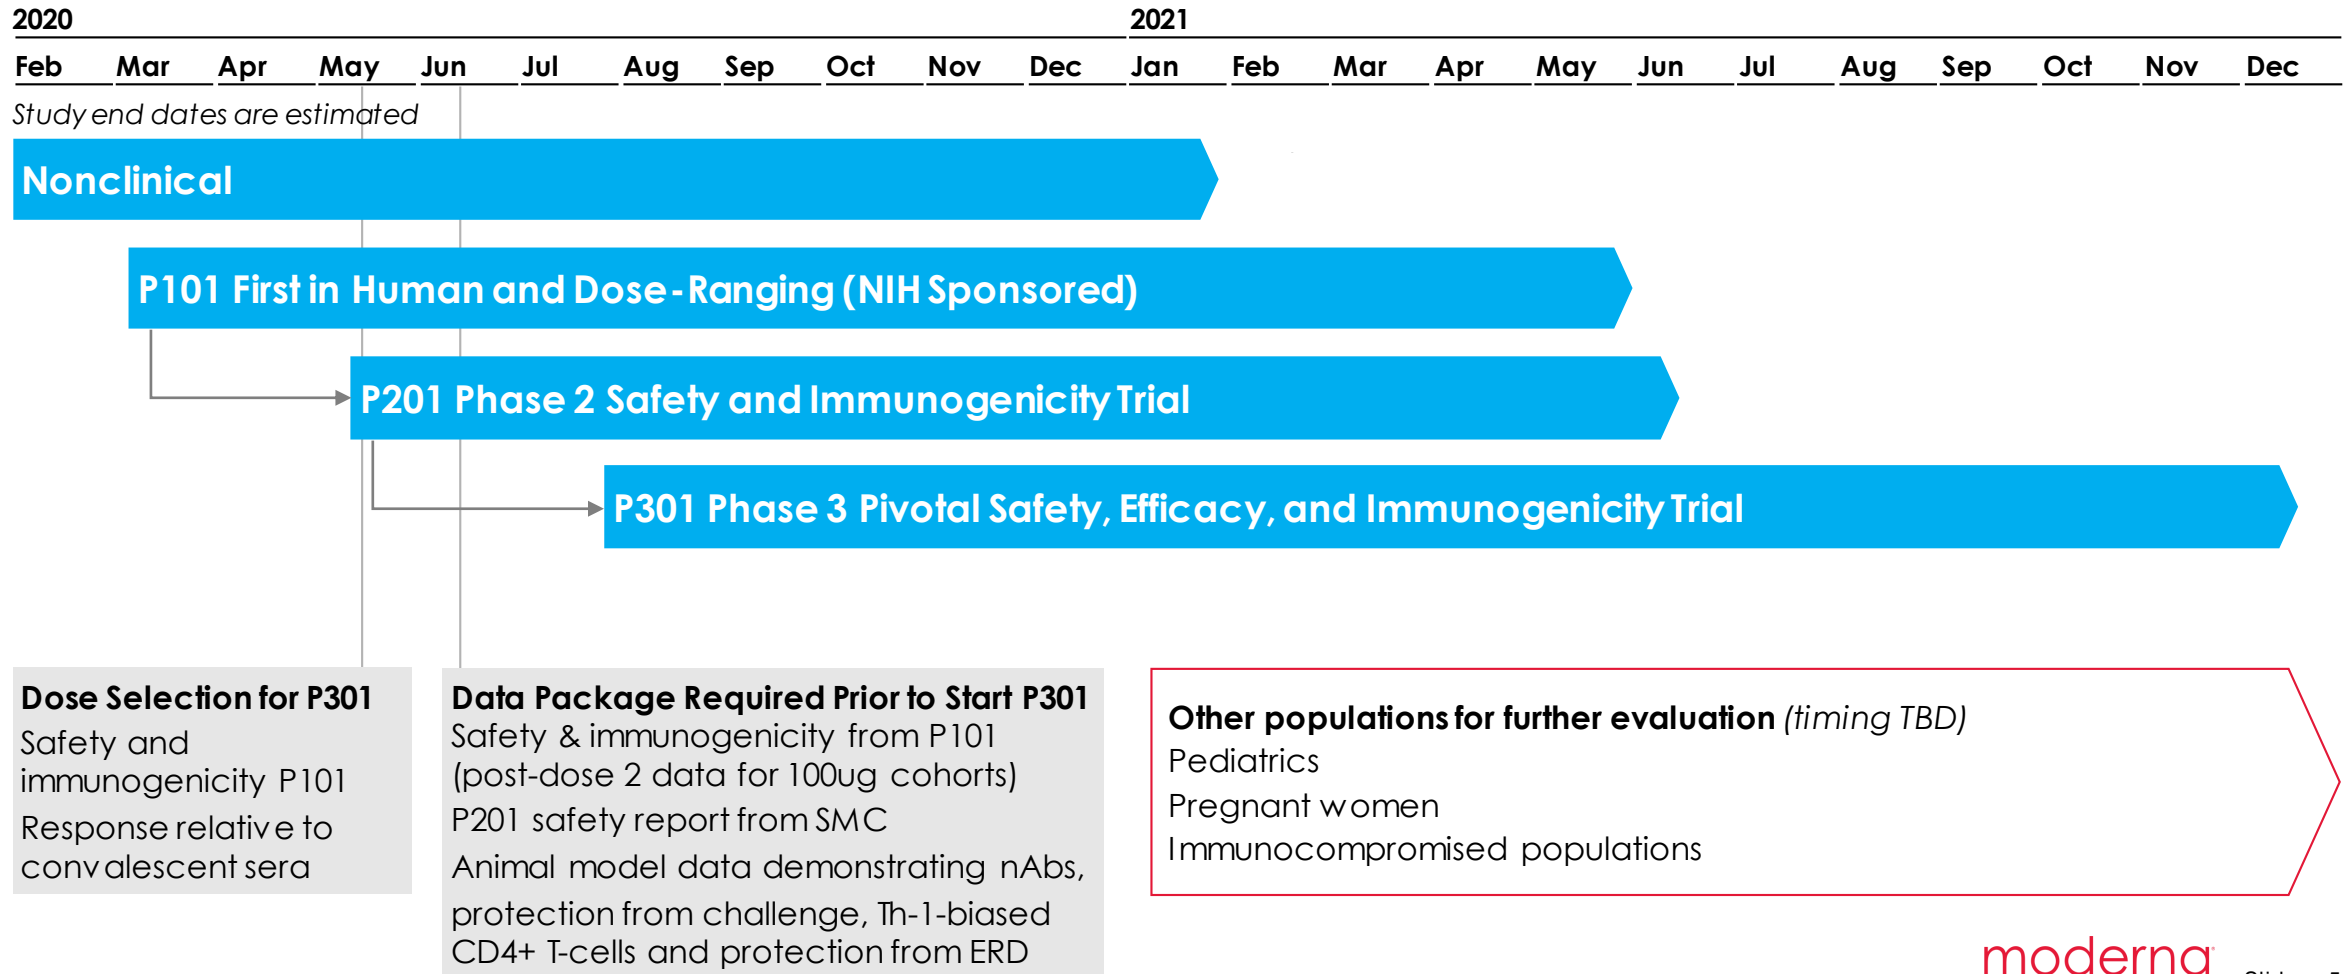 2020
2021
Feb Mar Apr May Jun Jul Aug Sep Oct Nov Dec Jan Feb Mar Apr May Jun Jul Aug Sep Oct Nov Dec
Study end dates are estimated
Nonclinical
P101 First in Human and Dose-Ranging (NIH Sponsored)
P201 Phase 2 Safety and Immunogenicity Trial
P301 Phase 3 Pivotal Safety, Efficacy, and Immunogenicity Trial
Dose Selection for P301
Safety and
immunogenicity P101
Response relative to
convalescent sera
Data Package Required Prior to Start P301
Safety & immunogenicity from P101
(post-dose 2 data for 100ug cohorts)
P201 safety report from SMC
Animal model data demonstrating nAbs,
protection from challenge, Th-1-biased
CD4+ T-cells and protection from ERD
Other populations for further evaluation (timing TBD)
Pediatrics
Pregnant women
Immunocompromised populations
moderna